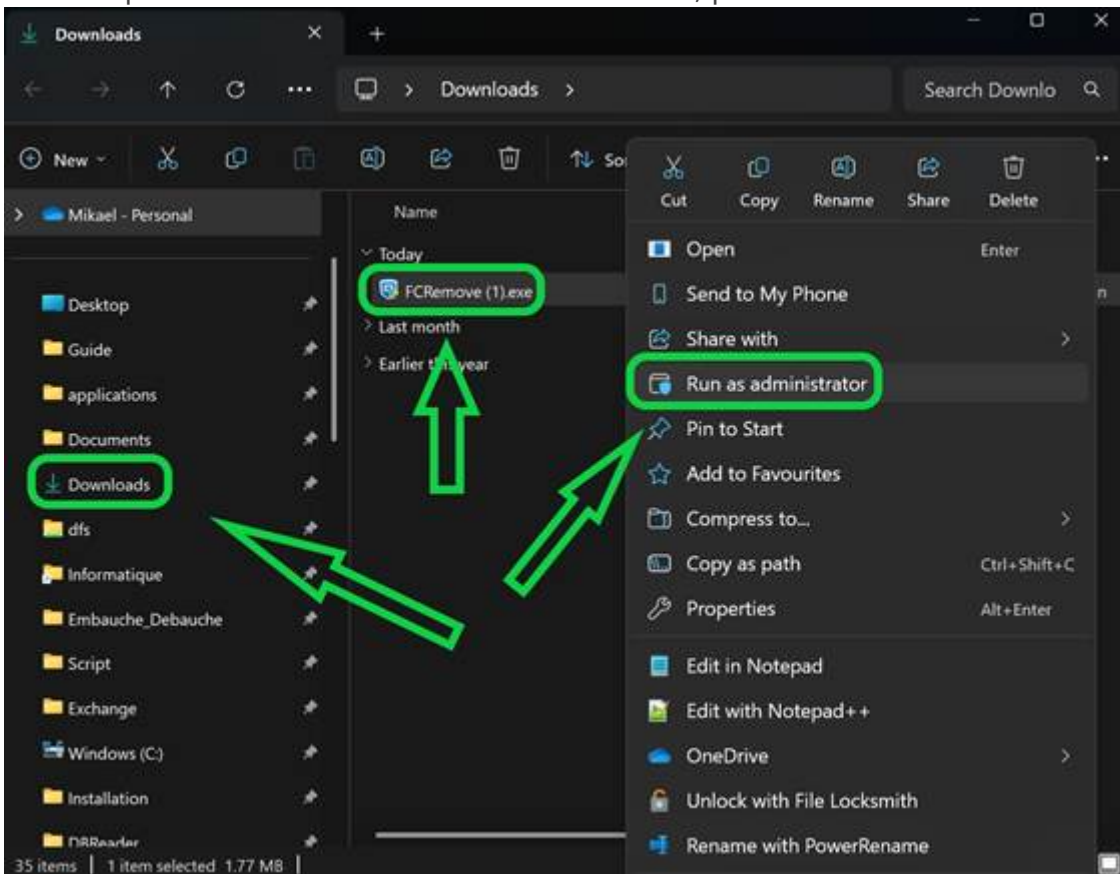 Downloads
Downloads
Search Downlo
New
So
Mikael - Personal
Desktop
Guide
applications
Documents
Downloads
dfs
Informatique
Embauche_Debauche
Script
Exchange
Windows (C:)
Installation
DBReader
Name
Today
FCRemove (1).exe
Last month
Earlier this year
n
Cut Copy Rename Share Delete
Open Enter
Send to My Phone
Share with
Run as administrator
Pin to Start
Add to Favourites
Compress to...
Copy as path Ctrl+Shift+C
Properties Alt+Enter
Edit in Notepad
Edit with Notepad++
OneDrive
Unlock with File Locksmith
Rename with PowerRename
35 items 1 item selected 1.77 MB